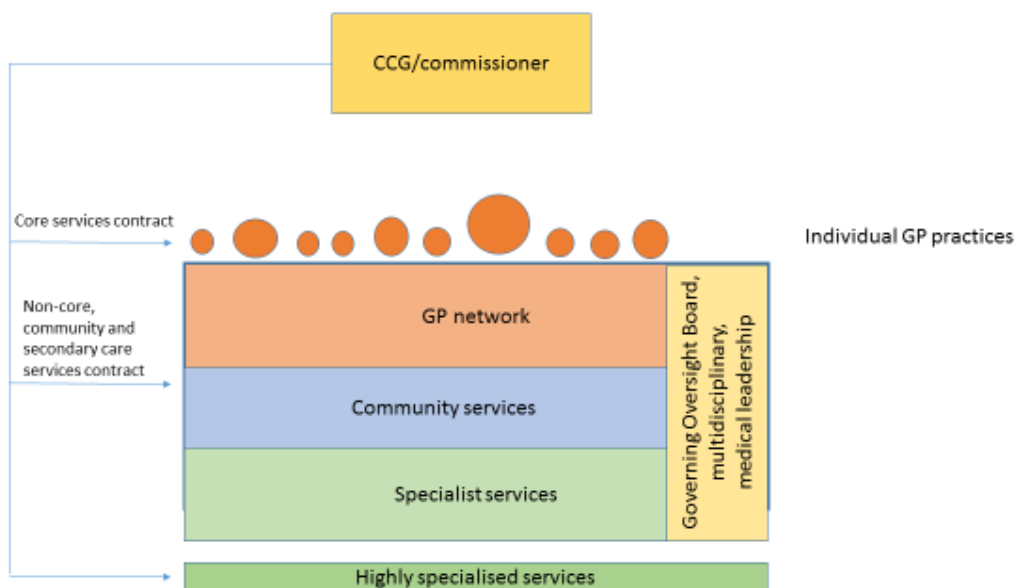 CCG/commissioner
Core services contract
Individual GP practices
Non-core,
community and
secondary care
services contract
GP network
Community services
Specialist services
Governing Oversight Board,
multidisciplinary,
medical leadership
Highly specialised services